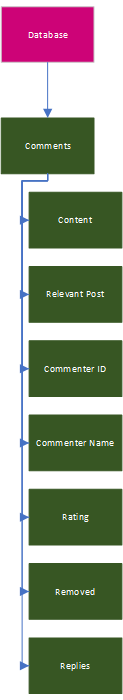 Database
Comments
Content
Relevant Post
Commenter ID
Commenter Name
Rating
Removed
Replies